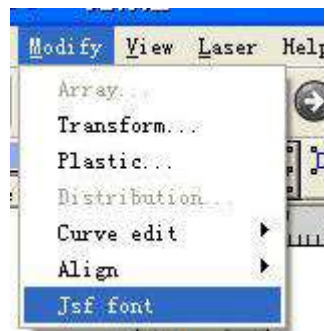 Modify View Laser Help
Array...
Transform...
Plastic...
Distribution...
Curve edit
Align
Jsf font